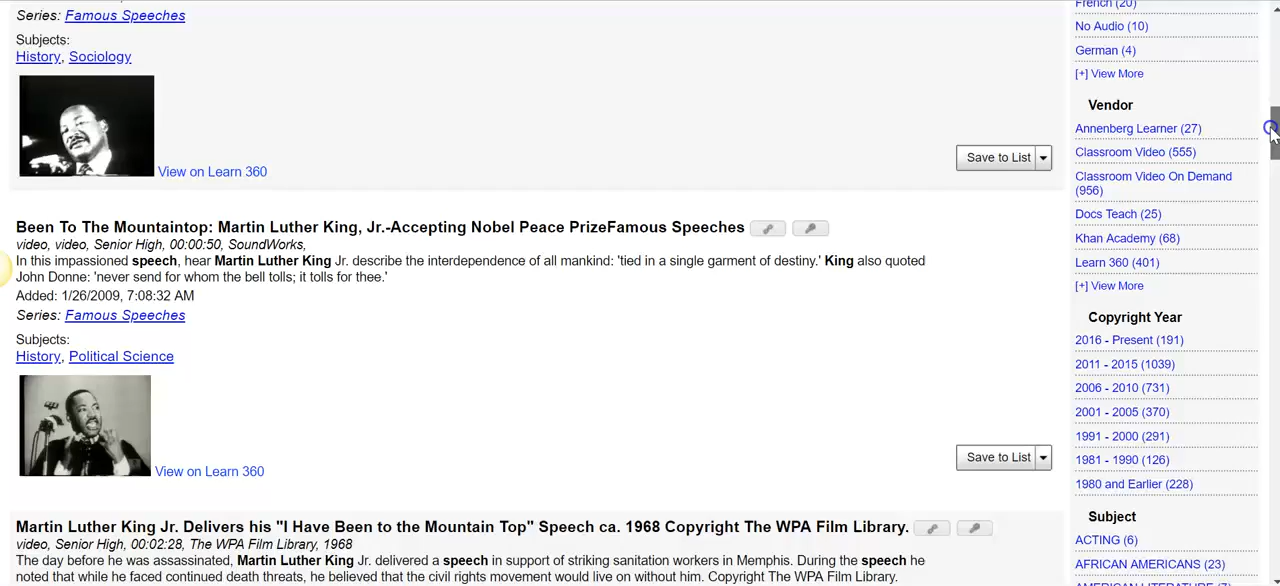 Series: Famous Speeches
Subjects:
History, Sociology
View on Learn 360
Save to List
Been To The Mountaintop: Martin Luther King, Jr.-Accepting Nobel Peace PrizeFamous Speeches
video, video, Senior High, 00:00:50, SoundWorks,
In this impassioned speech, hear Martin Luther King Jr. describe the interdependence of all mankind: 'tied in a single garment of destiny.' King also quoted
John Donne: 'never send for whom the bell tolls; it tolls for thee.'
Added: 1/26/2009, 7:08:32 AM
Series: Famous Speeches
Subjects:
History, Political Science
View on Learn 360
Save to List
Martin Luther King Jr. Delivers his "I Have Been to the Mountain Top" Speech ca. 1968 Copyright The WPA Film Library.
video, Senior High, 00:02:28, The WPA Film Library, 1968
The day before he was assassinated, Martin Luther King Jr. delivered a speech in support of striking sanitation workers in Memphis. During the speech he
noted that while he faced continued death threats, he believed that the civil rights movement would live on without him. Copyright The WPA Film Library.
French (20)
No Audio (10)
German (4)
[+] View More
Vendor
Annenberg Learner (27)
Classroom Video (555)
Classroom Video On Demand
(956)
Docs Teach (25)
Khan Academy (68)
Learn 360 (401)
[+] View More
Copyright Year
2016 - Present (191)
2011 - 2015 (1039)
2006 - 2010 (731)
2001 - 2005 (370)
1991 - 2000 (291)
1981 - 1990 (126)
1980 and Earlier (228)
Subject
ACTING (6)
AFRICAN AMERICANS (23)
AMERICAN LITERATURE (7)